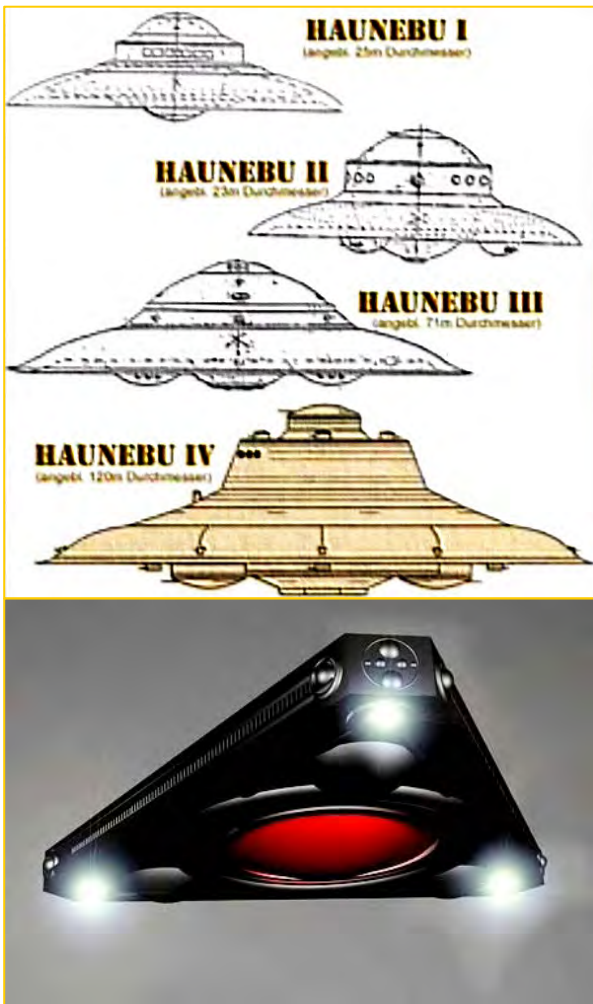 HAUNEBU I
(angebl. 25m Durchmesser)
HAUNEBU II
(angebl. 23m Durchmesser)
HAUNEBU III
(angebl. 71m Durchmesser)
HAUNEBU IV
(angebl. 120m Durchmesser)